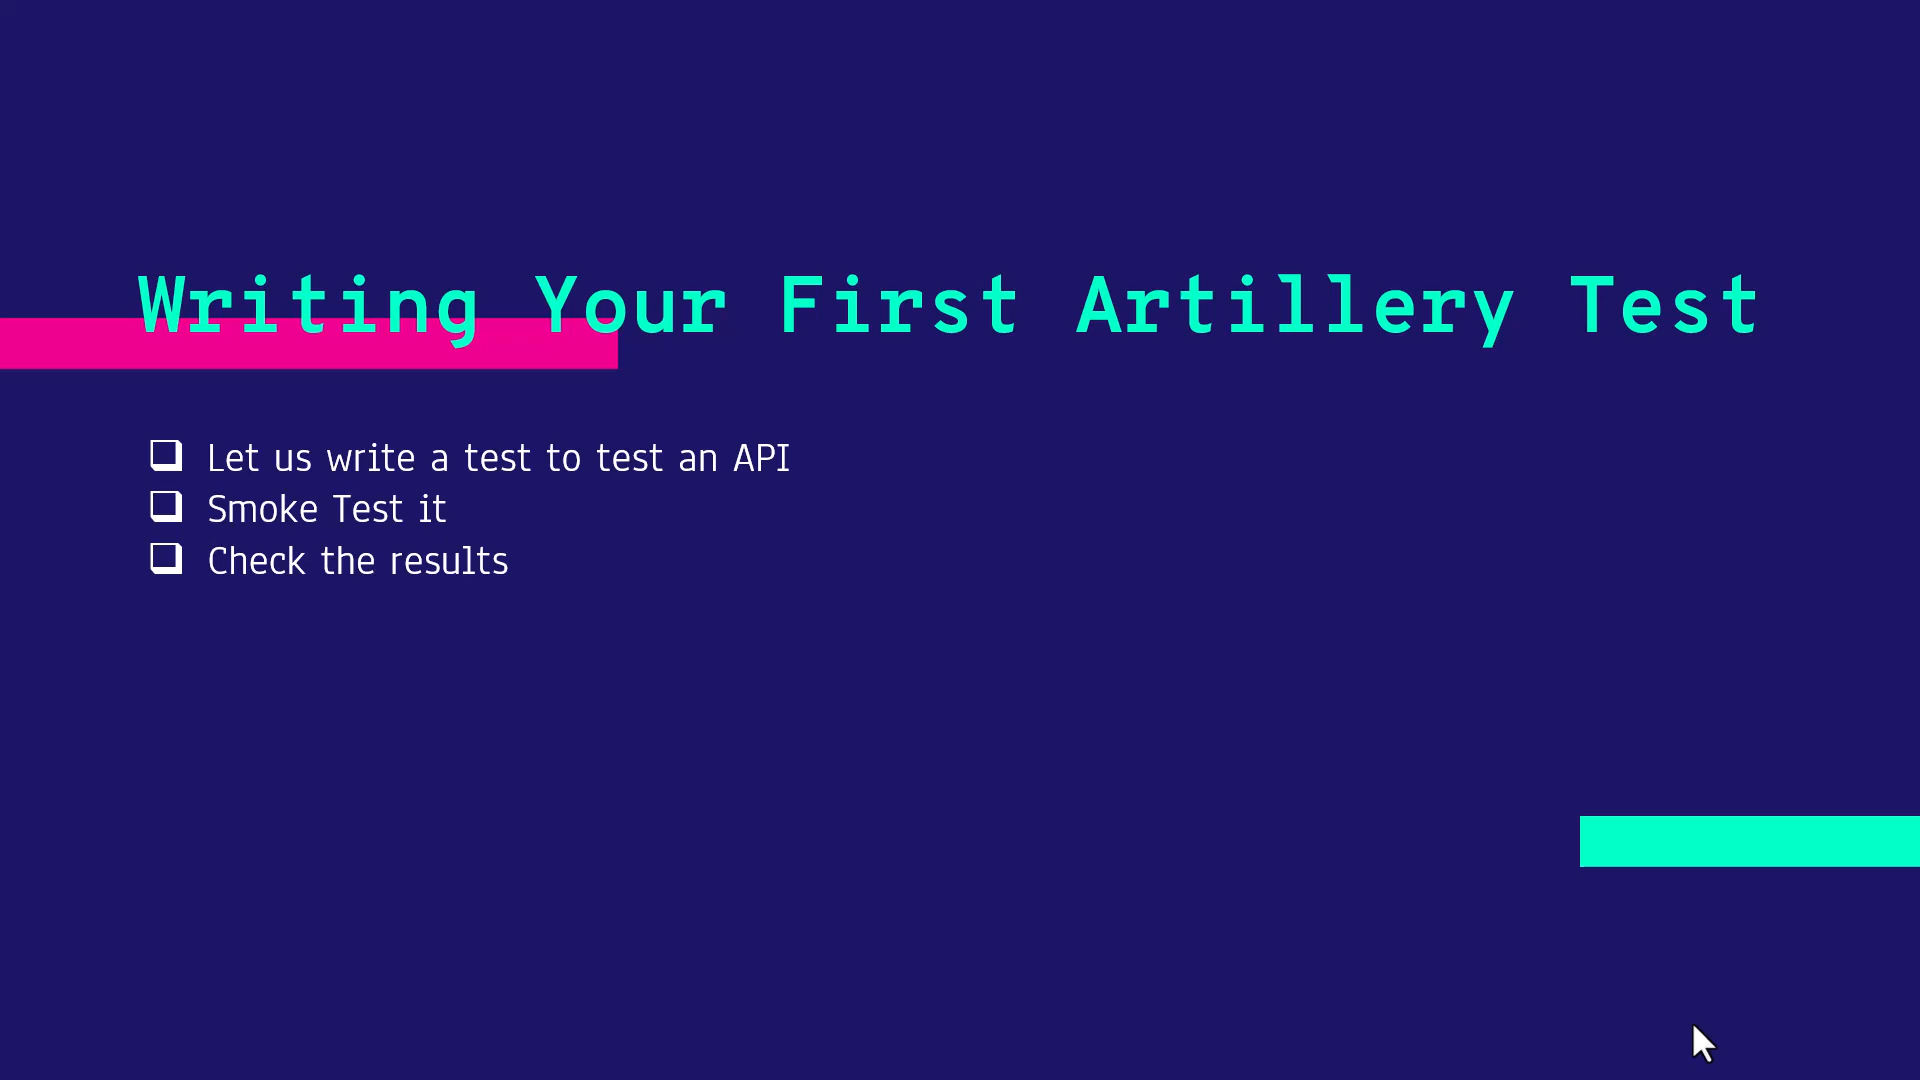 Writing Your First Artillery Test
❑ Let us write a test to test an API
❑ Smoke Test it
❑ Check the results